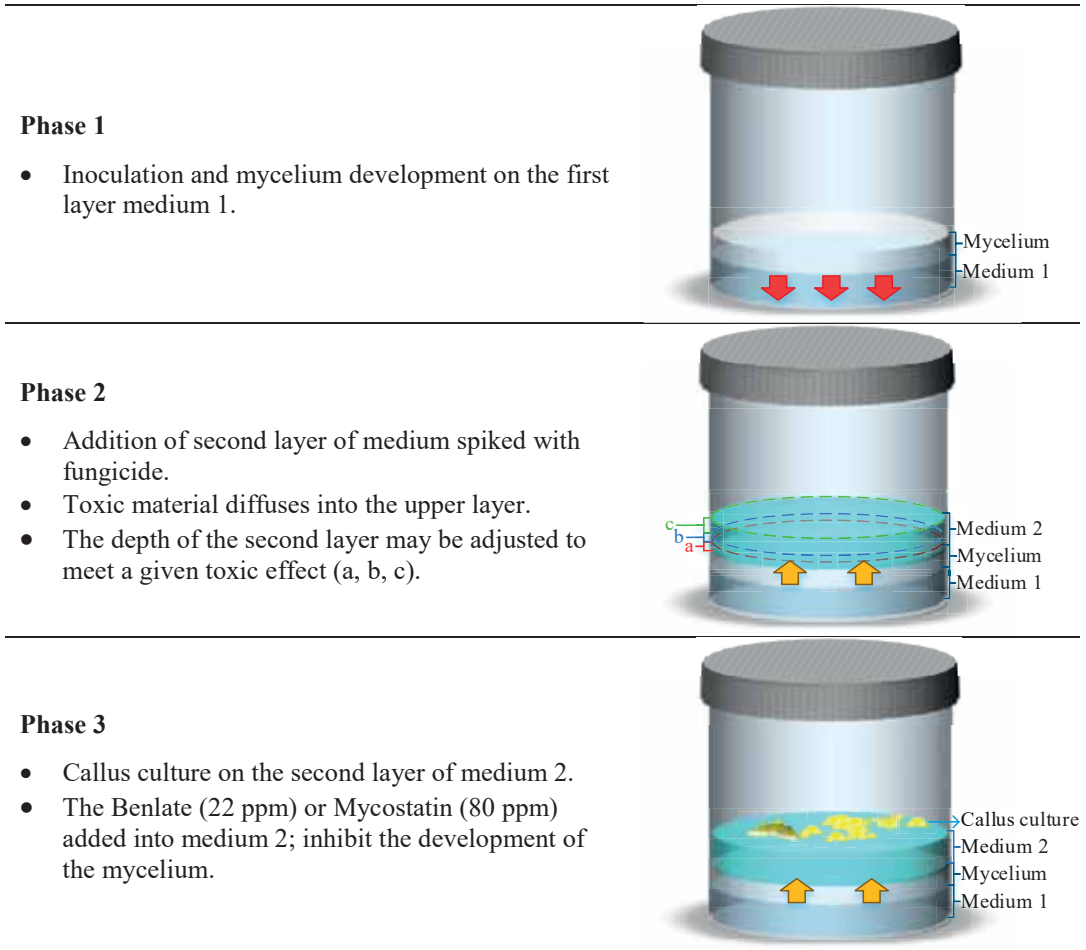 Phase 1
• Inoculation and mycelium development on the first
layer medium 1.
Mycelium
Medium 1
Phase 2
• Addition of second layer of medium spiked with
fungicide.
• Toxic material diffuses into the upper layer.
• The depth of the second layer may be adjusted to
meet a given toxic effect (a, b, c).
c
b
a
Medium 2
Mycelium
Medium 1
Phase 3
• Callus culture on the second layer of medium 2.
• The Benlate (22 ppm) or Mycostatin (80 ppm)
added into medium 2; inhibit the development of
the mycelium.
Callus culture
Medium 2
Mycelium
Medium 1